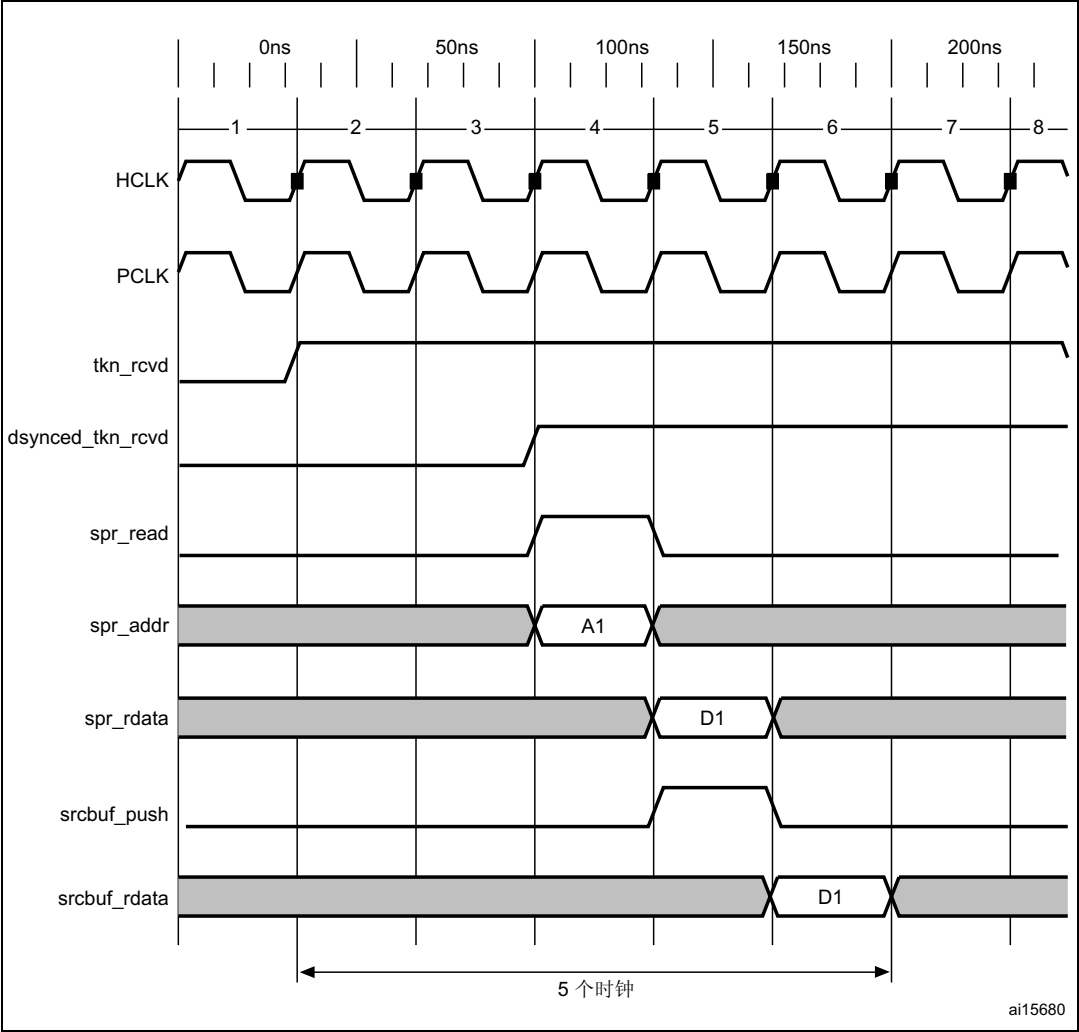 0ns 50ns 100ns 150ns 200ns
1 2 3 4 5 6 7 8
HCLK
PCLK
tkn_rcvd
dsynced_tkn_rcvd
spr_read
spr_addr A1
spr_rdata D1
srcbuf_push
srcbuf_rdata D1
5 个时钟
ai15680